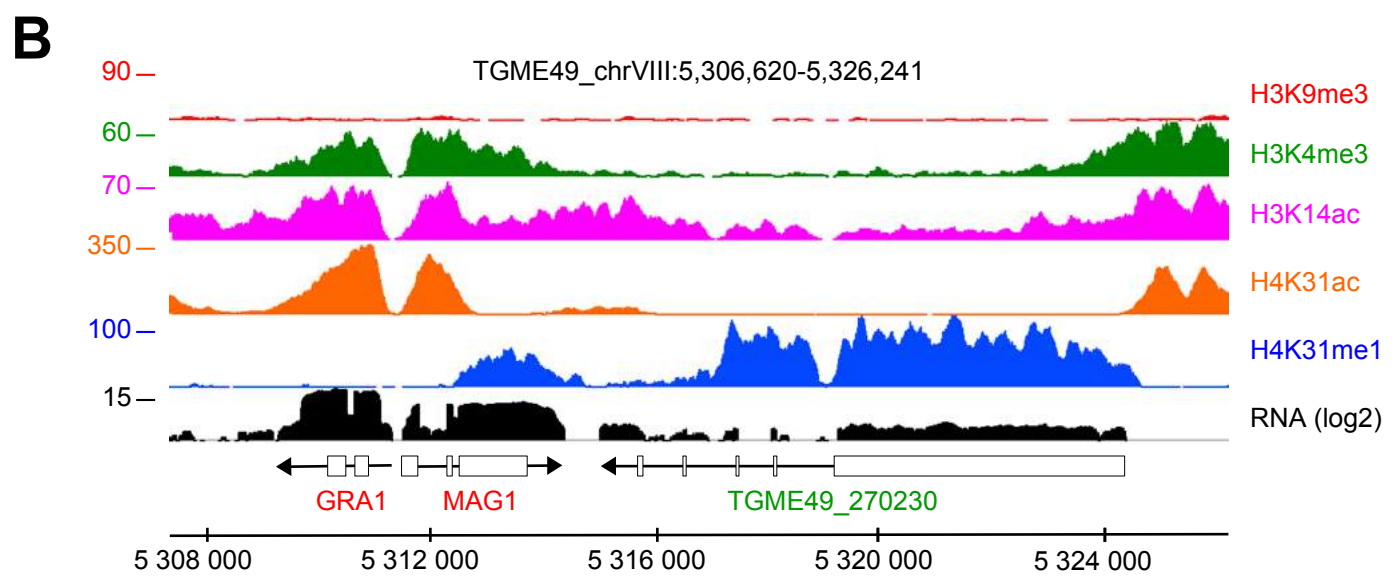 B
TGME49_chrVIII:5,306,620-5,326,241
90
H3K9me3
60
H3K4me3
70
H3K14ac
350
H4K31ac
100
H4K31me1
15
RNA (log2)
GRA1 MAG1 TGME49_270230
5 308 000 5 312 000 5 316 000 5 320 000 5 324 000